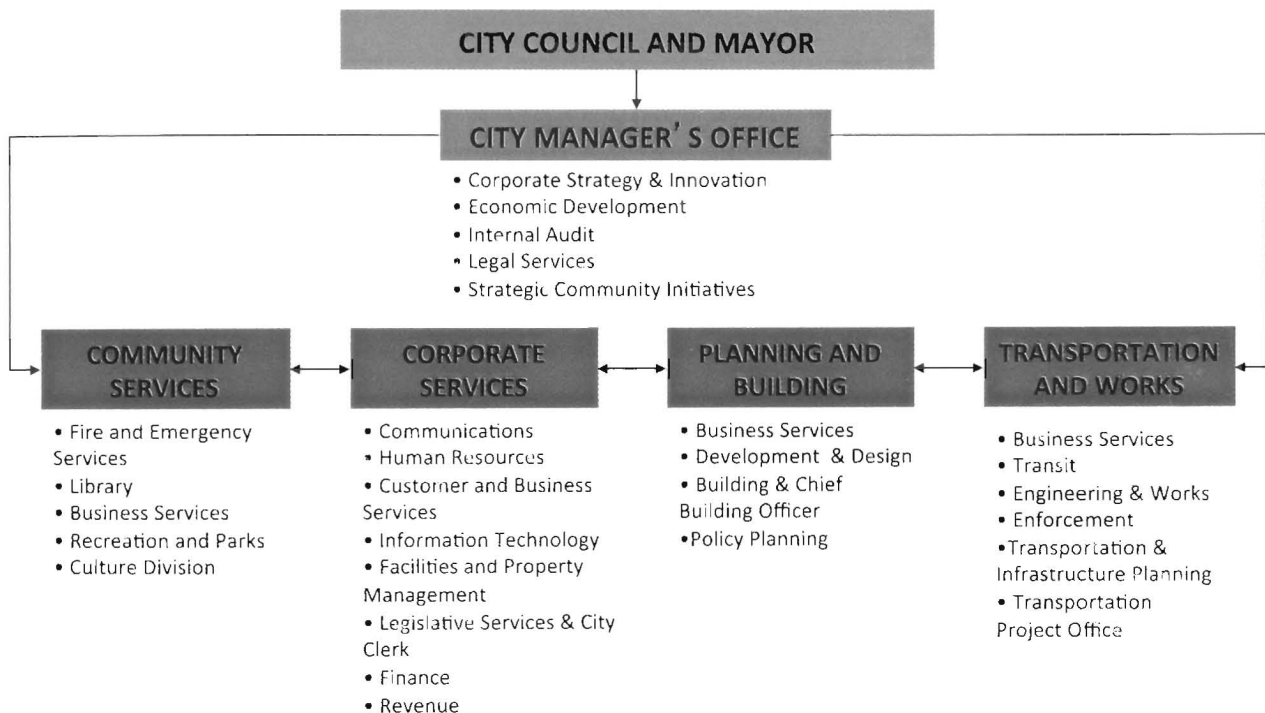 CITY COUNCIL AND MAYOR
CITY MANAGER’ S OFFICE
• Corporate Strategy & Innovation
• Economic Development
• Internal Audit
• Legal Services
• Strategic Community Initiatives
COMMUNITY
SERVICES
• Fire and Emergency
Services
• Library
• Business Services
• Recreation and Parks
• Culture Division
CORPORATE
SERVICES
• Communications
• Human Resources
• Customer and Business
Services
• Information Technology
• Facilities and Property
Management
• Legislative Services & City
Clerk
• Finance
• Revenue
PLANNING AND
BUILDING
• Business Services
• Development & Design
• Building & Chief
Building Officer
•Policy Planning
TRANSPORTATION
AND WORKS
• Business Services
• Transit
• Engineering & Works
• Enforcement
•Transportation &
Infrastructure Planning
• Transportation
Project Office